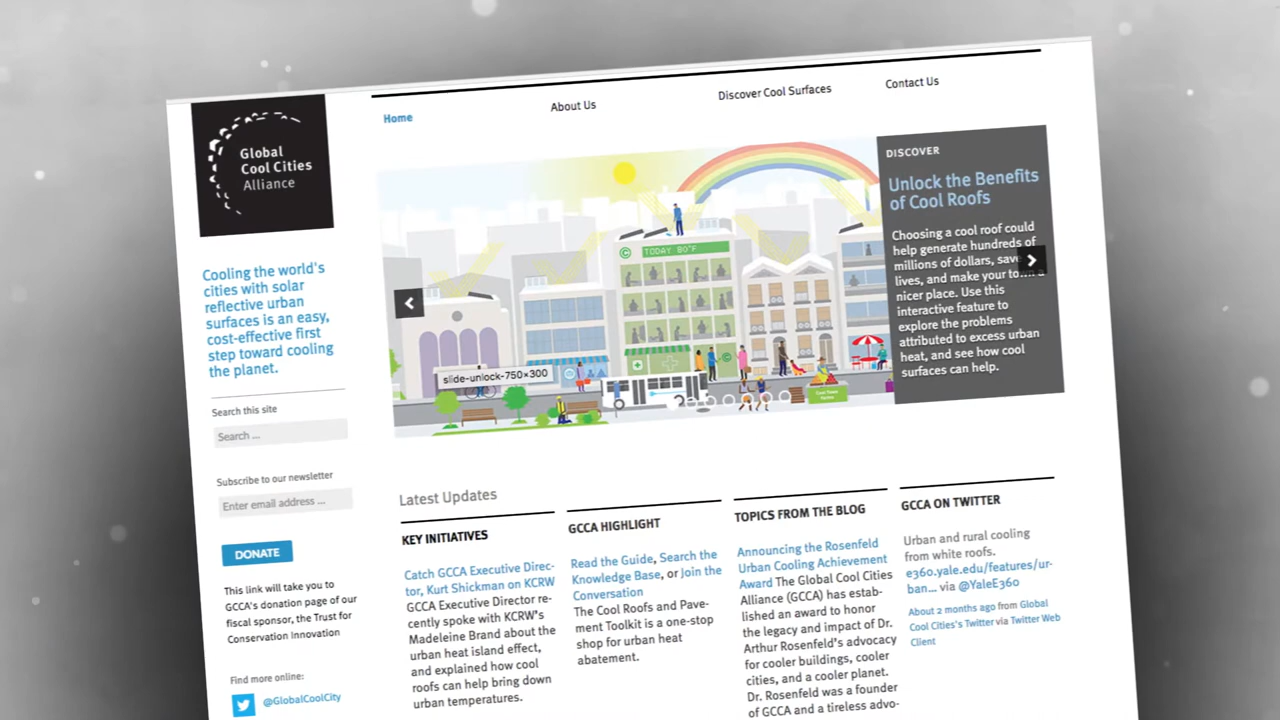 Global
Cool Cities
Alliance
Home
About Us
Discover Cool Surfaces
Contact Us
Cooling the world's
cities with solar
reflective urban
surfaces is an easy,
cost-effective first
step toward cooling
the planet.
Search this site
Search ...
Subscribe to our newsletter
Enter email address ...
DONATE
This link will take you to
GCCA's donation page of our
fiscal sponsor, the Trust for
Conservation Innovation
Find more online:
@GlobalCoolCity
TODAY 80°F
slide-unlock-750×300
DISCOVER
Unlock the Benefits
of Cool Roofs
Choosing a cool roof could
help generate hundreds of
millions of dollars, save
lives, and make your town a
nicer place. Use this
interactive feature to
explore the problems
attributed to excess urban
heat, and see how cool
surfaces can help.
Latest Updates
KEY INITIATIVES
Catch GCCA Executive Direc-
tor, Kurt Shickman on KCRW
GCCA Executive Director re-
cently spoke with KCRW's
Madeleine Brand about the
urban heat island effect,
and explained how cool
roofs can help bring down
urban temperatures.
GCCA HIGHLIGHT
Read the Guide, Search the
Knowledge Base, or Join the
Conversation
The Cool Roofs and Pave-
ment Toolkit is a one-stop
shop for urban heat
abatement.
TOPICS FROM THE BLOG
Announcing the Rosenfeld
Urban Cooling Achievement
Award The Global Cool Cities
Alliance (GCCA) has estab-
lished an award to honor
the legacy and impact of Dr.
Arthur Rosenfeld's advocacy
for cooler buildings, cooler
cities, and a cooler planet.
Dr. Rosenfeld was a founder
of GCCA and a tireless advo-
GCCA ON TWITTER
Urban and rural cooling
from white roofs.
e360.yale.edu/features/ur-
ban... via @YaleE360
About 2 months ago from Global
Cool Cities's Twitter via Twitter Web
Client